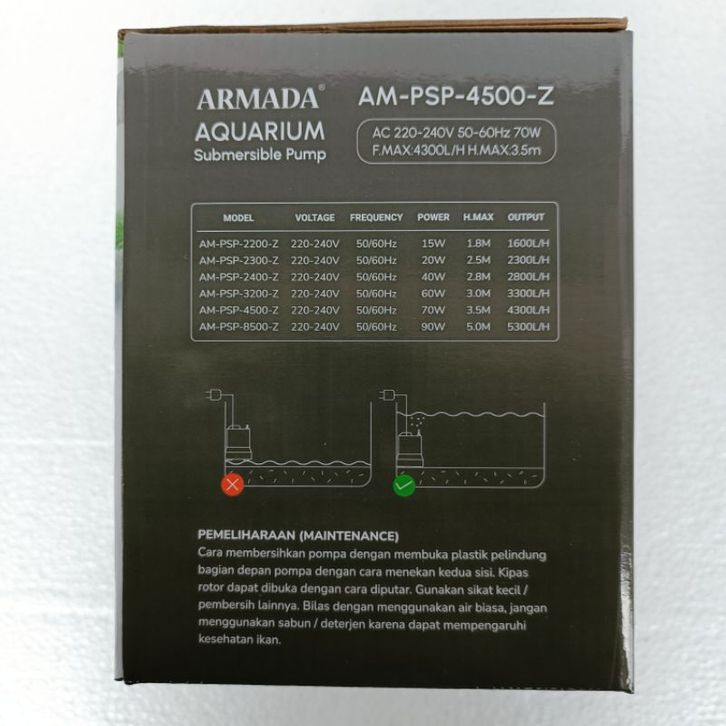 ARMADA®
AQUARIUM
Submersible Pump
AM-PSP-4500-Z
AC 220-240V 50-60Hz 70W
F.MAX:4300L/H H.MAX:3.5m
MODEL VOLTAGE FREQUENCY POWER H.MAX OUTPUT
AM-PSP-2200-Z 220-240V 50/60Hz 15W 1.8M 1600L/H
AM-PSP-2300-Z 220-240V 50/60Hz 20W 2.5M 2300L/H
AM-PSP-2400-Z 220-240V 50/60Hz 40W 2.8M 2800L/H
AM-PSP-3200-Z 220-240V 50/60Hz 60W 3.0M 3300L/H
AM-PSP-4500-Z 220-240V 50/60Hz 70W 3.5M 4300L/H
AM-PSP-8500-Z 220-240V 50/60Hz 90W 5.0M 5300L/H
PEMELIHARAAN (MAINTENANCE)
Cara membersihkan pompa dengan membuka plastik pelindung
bagian depan pompa dengan cara menekan kedua sisi. Kipas
rotor dapat dibuka dengan cara diputar. Gunakan sikat kecil /
pembersih lainnya. Bilas dengan menggunakan air biasa, jangan
menggunakan sabun / deterjen karena dapat mempengaruhi
kesehatan ikan.